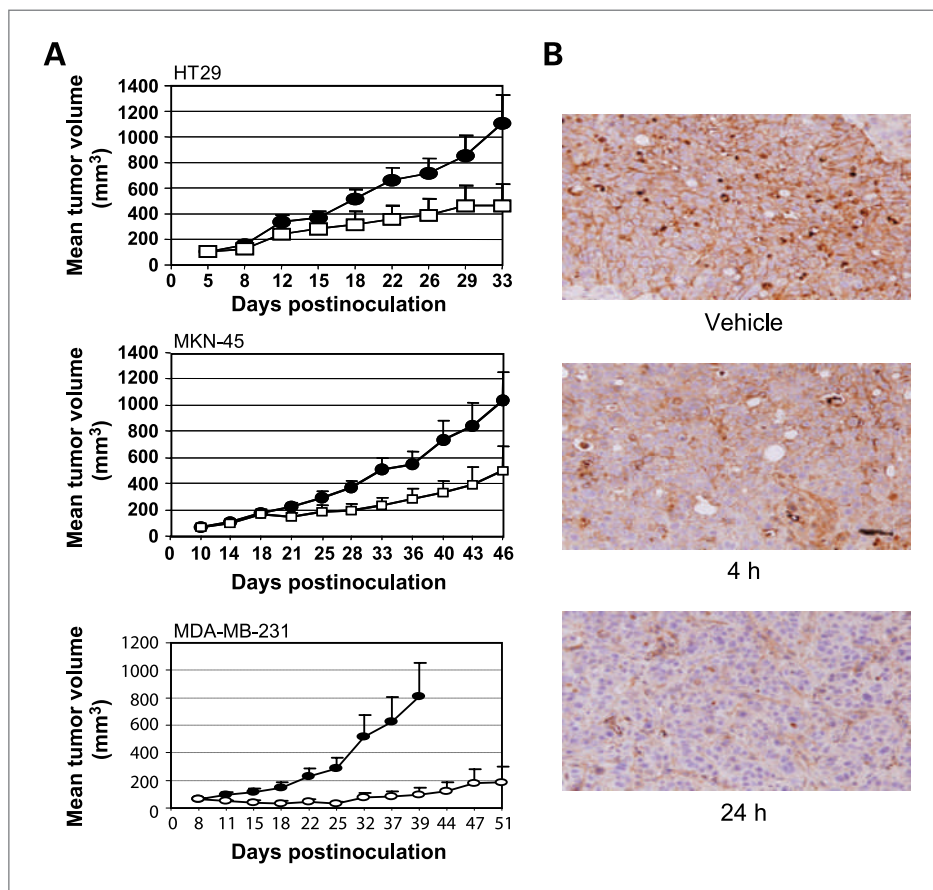 A
HT29
1400
1200
1000
800
600
400
200
0
Mean tumor volume
(mm³)
0 5 8 12 15 18 22 26 29 33
Days postinoculation
MKN-45
1400
1200
1000
800
600
400
200
0
Mean tumor volume
(mm³)
0 10 14 18 21 25 28 33 36 40 43 46
Days postinoculation
MDA-MB-231
1200
1000
800
600
400
200
0
Mean tumor volume
(mm³)
0 8 11 15 18 22 25 32 37 39 44 47 51
Days postinoculation
B
Vehicle
4 h
24 h